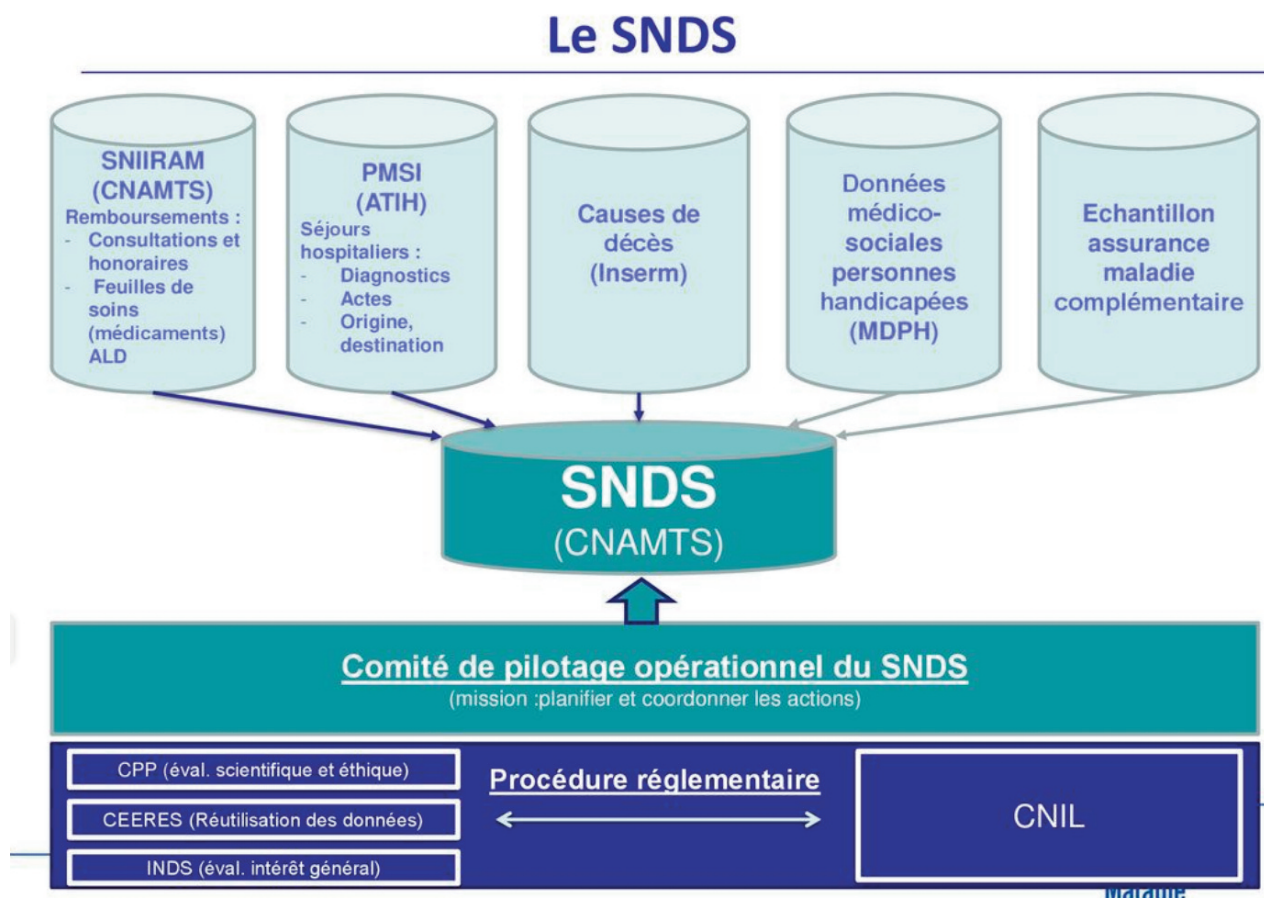 Le SNDS
SNIIRAM
(CNAMTS)
Remboursements :
- Consultations et
honoraires
- Feuilles de
soins
(médicaments)
ALD
PMSI
(ATIH)
Séjours
hospitaliers :
- Diagnostics
- Actes
- Origine,
destination
Causes de
décès
(Inserm)
Données
médico-
sociales
personnes
handicapées
(MDPH)
Echantillon
assurance
maladie
complémentaire
SNDS
(CNAMTS)
Comité de pilotage opérationnel du SNDS
(mission :planifier et coordonner les actions)
CPP (éval. scientifique et éthique)
CEERES (Réutilisation des données)
INDS (éval. intérêt général)
Procédure réglementaire
CNIL